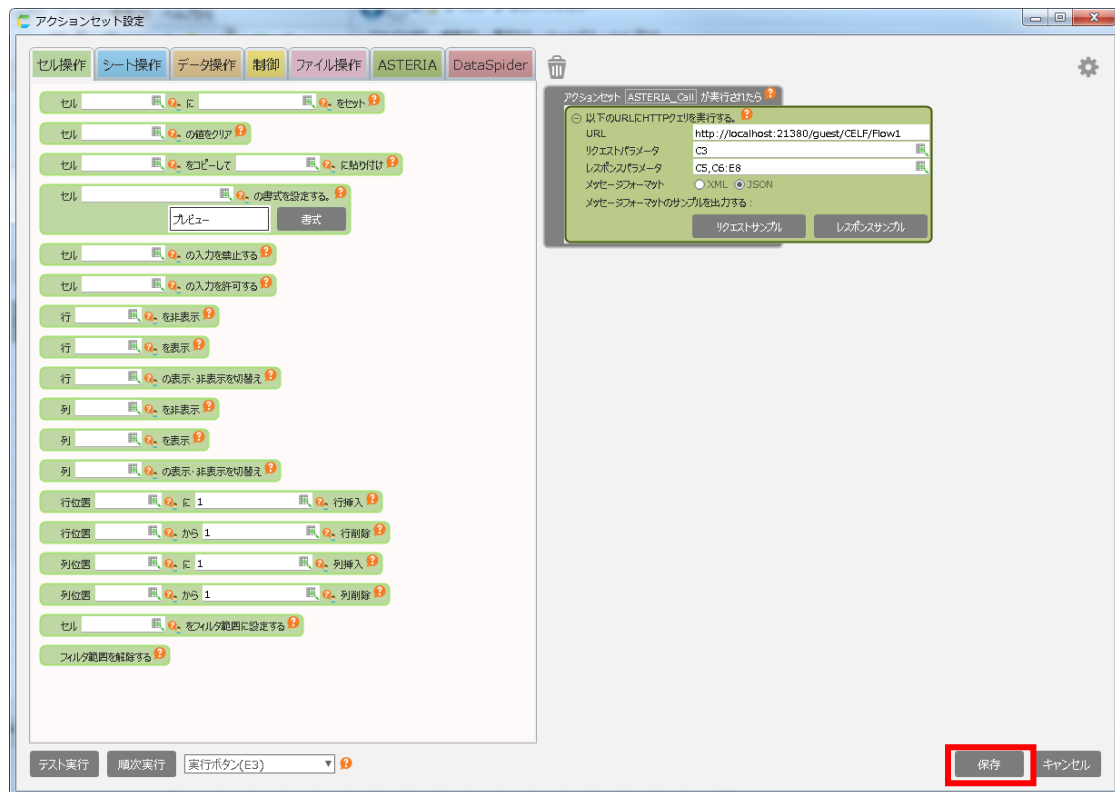 アクションセット設定
セル操作 シート操作 データ操作 制御 ファイル操作 ASTERIA DataSpider
セル に をセット
セル の値をクリア
セル をコピーして に貼り付け
セル の書式を設定する。
プレビュー 書式
セル の入力を禁止する
セル の入力を許可する
行 を非表示
行 を表示
行 の表示・非表示を切替え
列 を非表示
列 を表示
列 の表示・非表示を切替え
行位置 に 1 行挿入
行位置 から 1 行削除
列位置 に 1 列挿入
列位置 から 1 列削除
セル をフィルタ範囲に設定する
フィルタ範囲を解除する
アクションセット ASTERIA_Call が実行されたら
以下のURLにHTTPクエリを実行する。
URL http://localhost:21380/guest/CELF/Flow1
リクエストパラメータ C3
レスポンスパラメータ C5,C6:E8
メッセージフォーマット XML JSON
メッセージフォーマットのサンプルを出力する :
リクエストサンプル レスポンスサンプル
テスト実行 順次実行 実行ボタン(E3) 保存 キャンセル